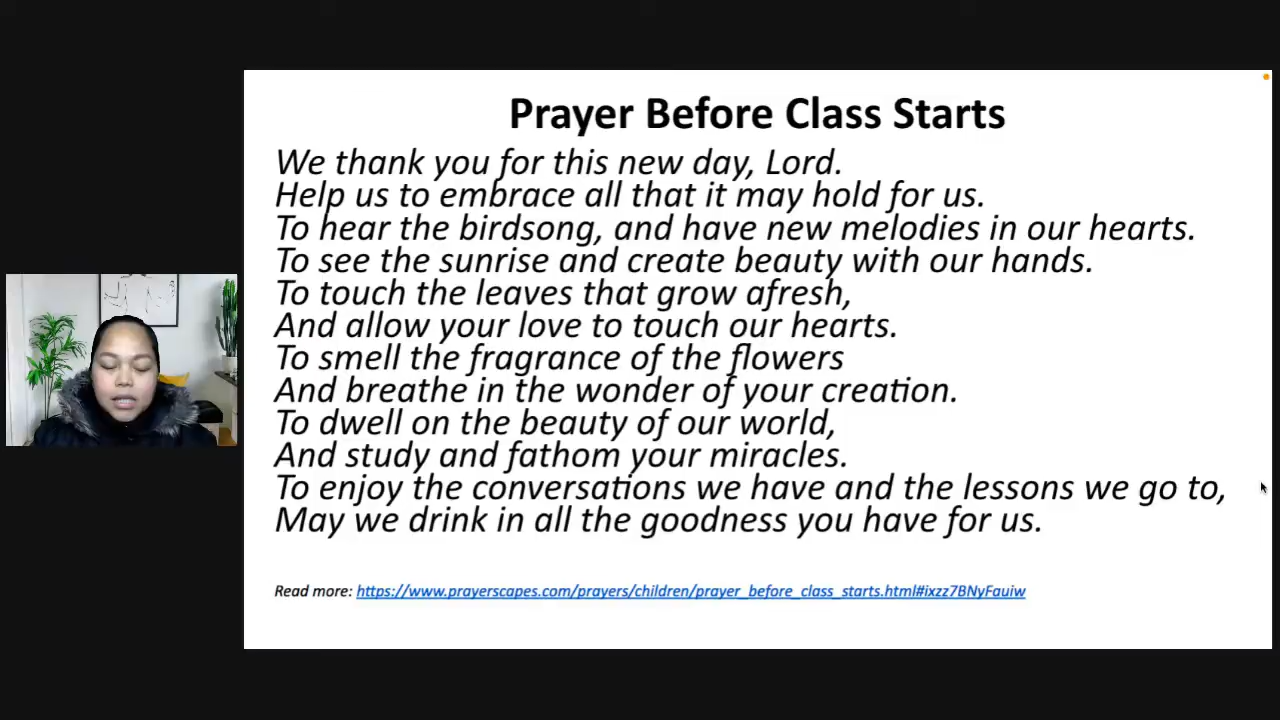 Prayer Before Class Starts
We thank you for this new day, Lord.
Help us to embrace all that it may hold for us.
To hear the birdsong, and have new melodies in our hearts.
To see the sunrise and create beauty with our hands.
To touch the leaves that grow afresh,
And allow your love to touch our hearts.
To smell the fragrance of the flowers
And breathe in the wonder of your creation.
To dwell on the beauty of our world,
And study and fathom your miracles.
To enjoy the conversations we have and the lessons we go to,
May we drink in all the goodness you have for us.
Read more: https://www.prayerscapes.com/prayers/children/prayer_before_class_starts.html#ixzz7BNyFauiw